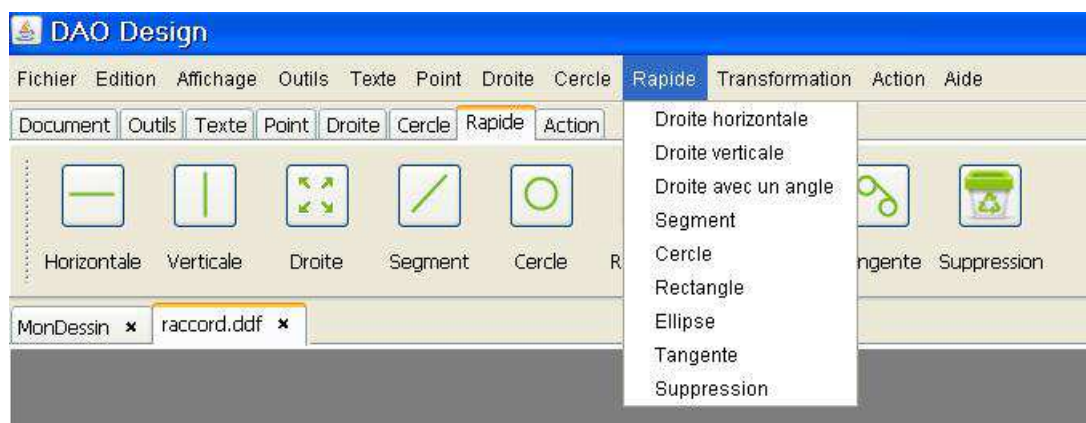 DAO Design
Fichier Edition Affichage Outils Texte Point Droite Cercle Rapide Transformation Action Aide
Document Outils Texte Point Droite Cercle Rapide Action
Droite horizontale
Droite verticale
Droite avec un angle
Segment
Cercle
Rectangle
Ellipse
Tangente
Suppression
Horizontale Verticale Droite Segment Cercle R ngente Suppression
MonDessin raccord.ddf